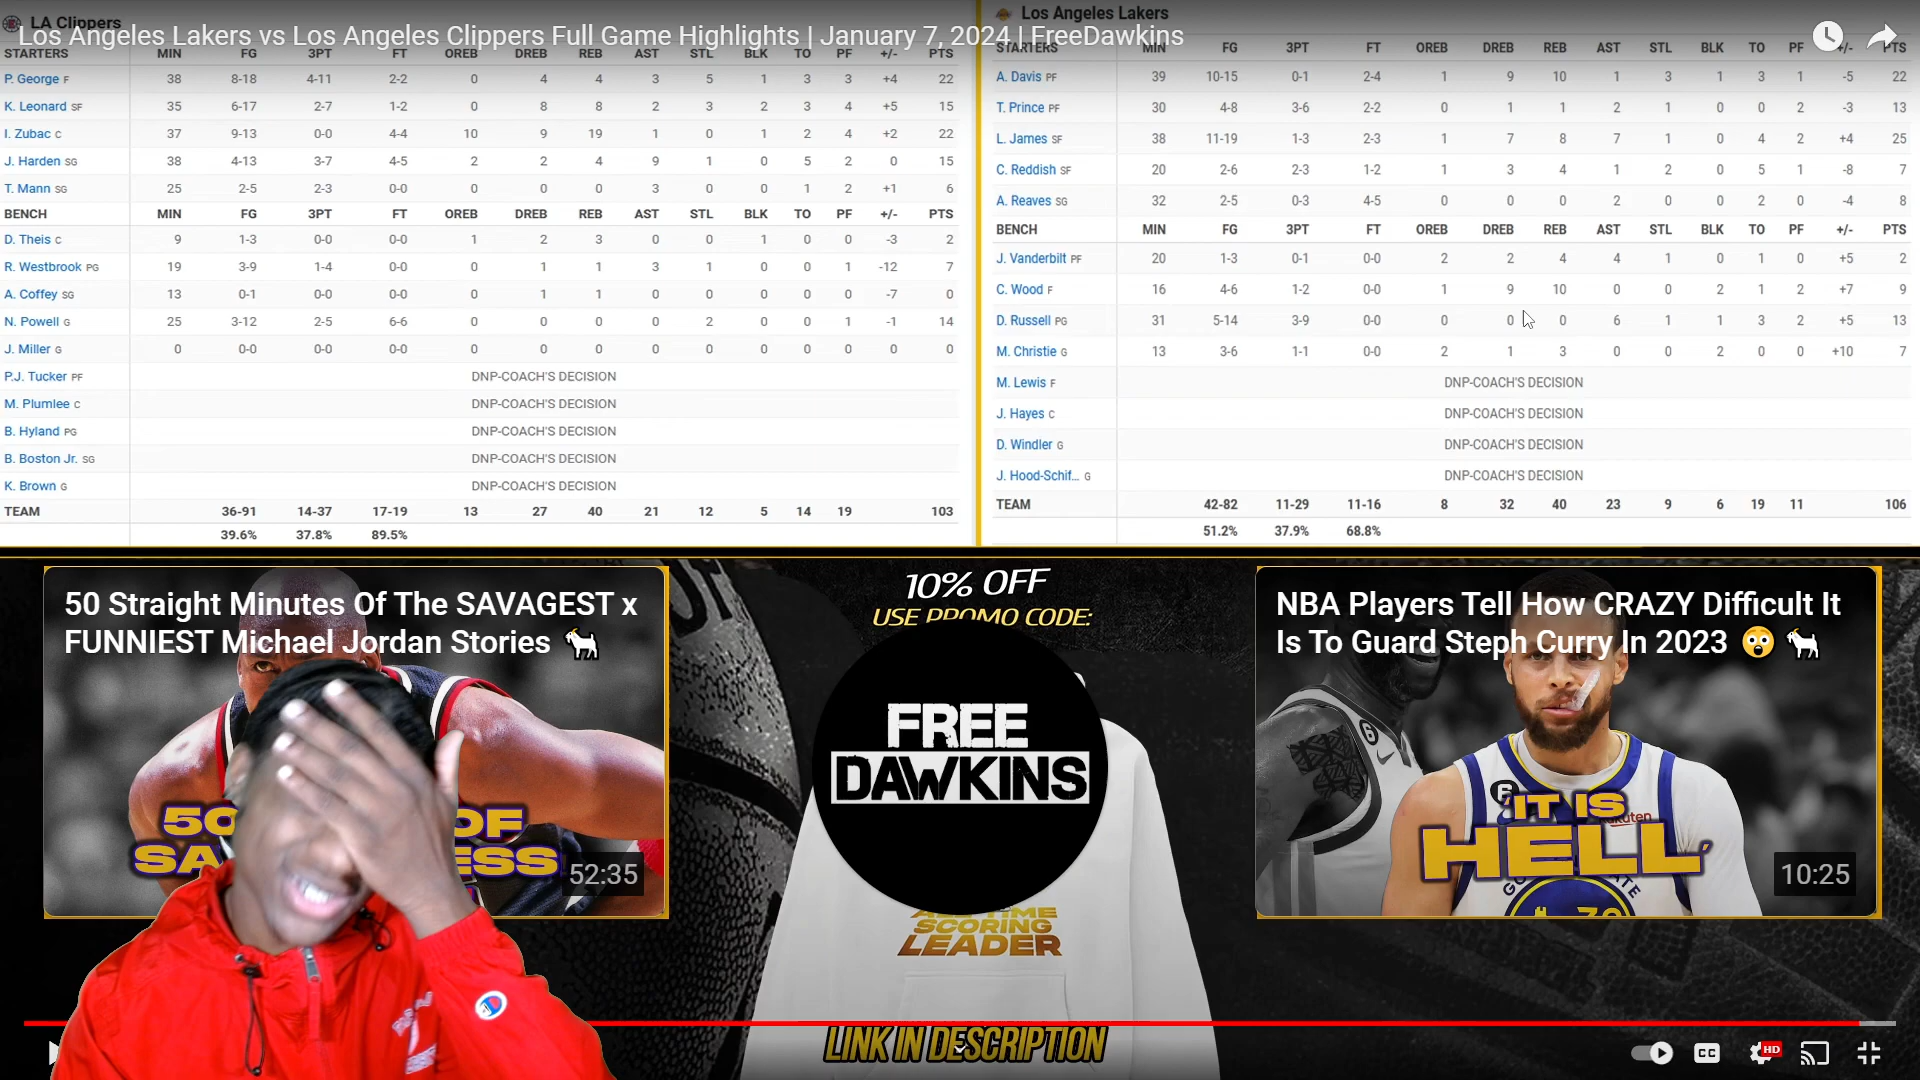 LA Clippers
Los Angeles Lakers vs Los Angeles Clippers Full Game Highlights | January 7, 2024 | FreeDawkins
STARTERS MIN FG 3PT FT OREB DREB REB AST STL BLK TO PF +/- PTS
P. George F 38 8-18 4-11 2-2 0 4 4 3 5 1 3 3 +4 22
K. Leonard SF 35 6-17 2-7 1-2 0 8 8 2 3 2 3 4 +5 15
I. Zubac C 37 9-13 0-0 4-4 10 9 19 1 0 1 2 4 +2 22
J. Harden SG 38 4-13 3-7 4-5 2 2 4 9 1 0 5 2 0 15
T. Mann SG 25 2-5 2-3 0-0 0 0 0 3 0 0 1 2 +1 6
BENCH MIN FG 3PT FT OREB DREB REB AST STL BLK TO PF +/- PTS
D. Theis C 9 1-3 0-0 0-0 1 2 3 0 0 1 0 0 -3 2
R. Westbrook PG 19 3-9 1-4 0-0 0 1 1 3 1 0 0 1 -12 7
A. Coffey SG 13 0-1 0-0 0-0 0 1 1 0 0 0 0 0 -7 0
N. Powell G 25 3-12 2-5 6-6 0 0 0 0 2 0 0 1 -1 14
J. Miller G 0 0-0 0-0 0-0 0 0 0 0 0 0 0 0 0 0
P.J. Tucker PF DNP-COACH'S DECISION
M. Plumlee C DNP-COACH'S DECISION
B. Hyland PG DNP-COACH'S DECISION
B. Boston Jr. SG DNP-COACH'S DECISION
K. Brown G DNP-COACH'S DECISION
TEAM 36-91 14-37 17-19 13 27 40 21 12 5 14 19 103
39.6% 37.8% 89.5%
Los Angeles Lakers
STARTERS MIN FG 3PT FT OREB DREB REB AST STL BLK TO PF +/- PTS
A. Davis PF 39 10-15 0-1 2-4 1 9 10 1 3 1 3 1 -5 22
T. Prince PF 30 4-8 3-6 2-2 0 1 1 2 1 0 0 2 -3 13
L. James SF 38 11-19 1-3 2-3 1 7 8 7 1 0 4 2 +4 25
C. Reddish SF 20 2-6 2-3 1-2 1 3 4 1 2 0 5 1 -8 7
A. Reaves SG 32 2-5 0-3 4-5 0 0 0 2 0 0 2 0 -4 8
BENCH MIN FG 3PT FT OREB DREB REB AST STL BLK TO PF +/- PTS
J. Vanderbilt PF 20 1-3 0-1 0-0 2 2 4 4 1 0 1 0 +5 2
C. Wood F 16 4-6 1-2 0-0 1 9 10 0 0 2 1 2 +7 9
D. Russell PG 31 5-14 3-9 0-0 0 0 0 6 1 1 3 2 +5 13
M. Christie G 13 3-6 1-1 0-0 2 1 3 0 0 2 0 0 +10 7
M. Lewis F DNP-COACH'S DECISION
J. Hayes C DNP-COACH'S DECISION
D. Windler G DNP-COACH'S DECISION
J. Hood-Schif... G DNP-COACH'S DECISION
TEAM 42-82 11-29 11-16 8 32 40 23 9 6 19 11 106
51.2% 37.9% 68.8%
50 Straight Minutes Of The SAVAGEST x
FUNNIEST Michael Jordan Stories
50 OF
SA ESS
52:35
10% OFF
USE PROMO CODE:
FREE
DAWKINS
ALL TIME
SCORING
LEADER
LINK IN DESCRIPTION
NBA Players Tell How CRAZY Difficult It
Is To Guard Steph Curry In 2023
6
6
Rakuten
'IT IS
HELL'
10:25
CC
HD